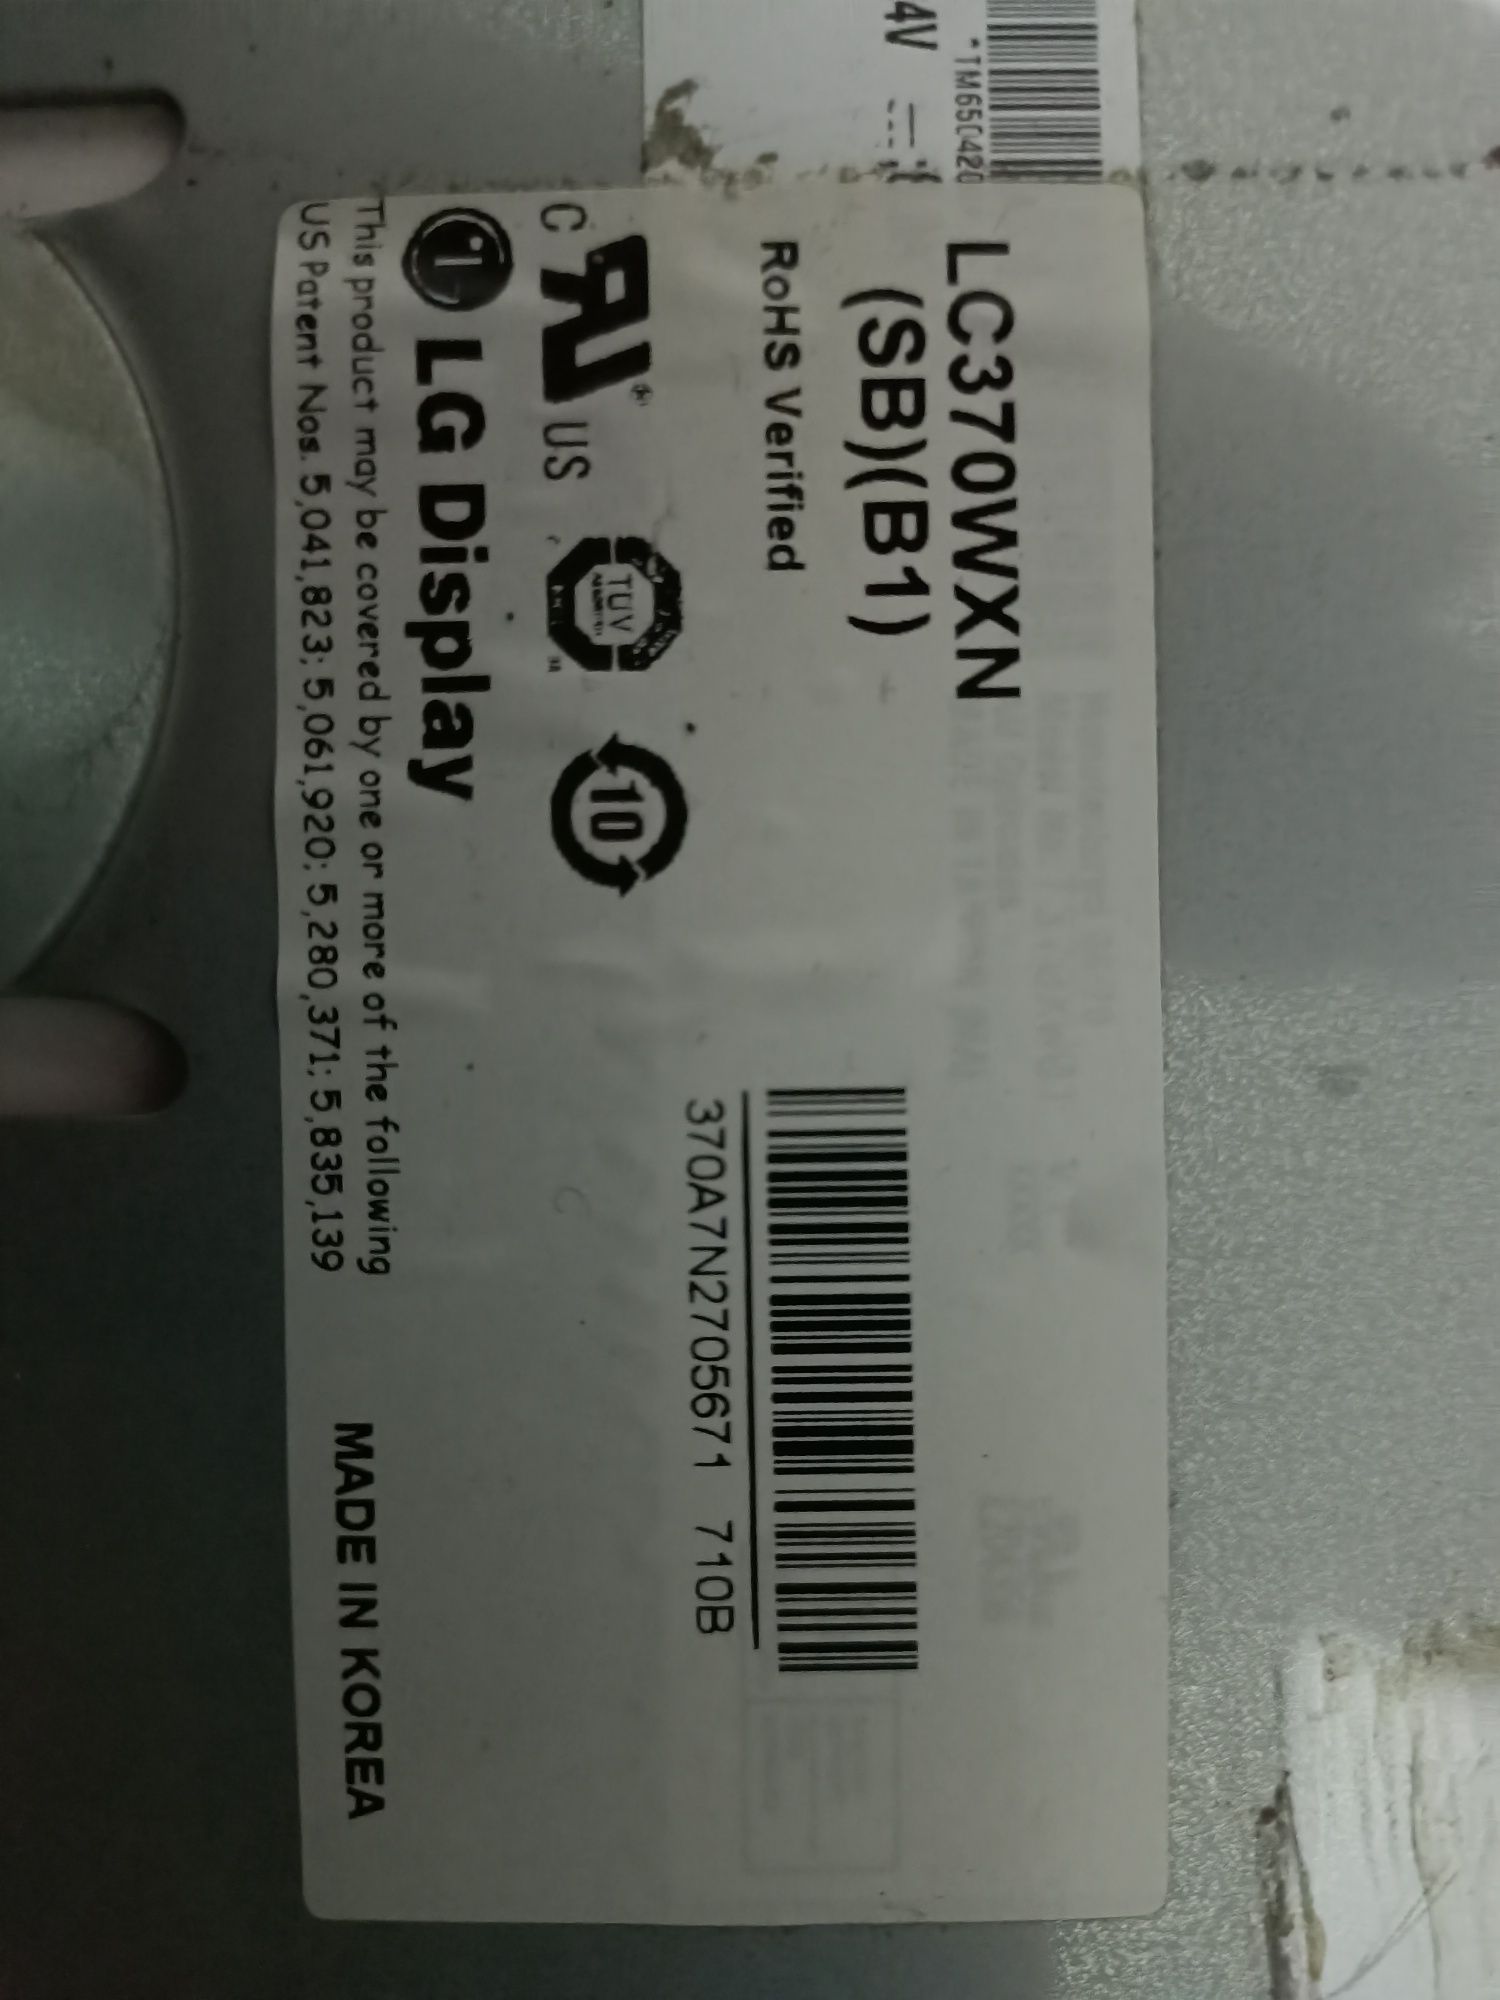 4V
*TM650420
LC370WXN
(SB)(B1)
RoHS Verified
370A7N2705671 710B
C
US
TÜV
10
LG Display
This product may be covered by one or more of the following
US Patent Nos. 5,041,823; 5,061,920; 5,280,371; 5,835,139
MADE IN KOREA